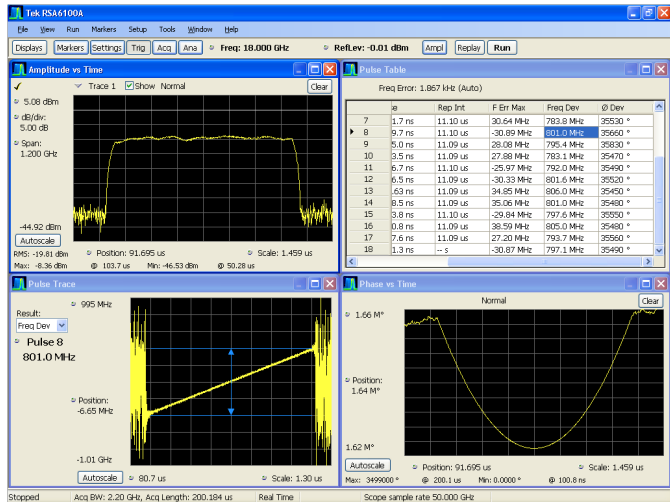 Tek RSA6100A
File View Run Markers Setup Tools Window Help
Displays Markers Settings Trig Acq Ana Freq: 18.000 GHz RefLev: -0.01 dBm Ampl Replay Run
Amplitude vs Time
Trace 1 Show Normal Clear
5.08 dBm
dB/div:
5.00 dB
Span:
1.200 GHz
-44.92 dBm
Autoscale
Position: 91.695 us Scale: 1.459 us
RMS: -19.81 dBm
Max: -8.36 dBm @ 103.7 us Min: -46.53 dBm @ 50.28 us
Pulse Table
Freq Error: 1.867 kHz (Auto)
e Rep Int F Err Max Freq Dev Ø Dev
7 1.7 ns 11.10 us 30.64 MHz 783.8 MHz 35530 °
8 9.7 ns 11.10 us -30.89 MHz 801.0 MHz 35660 °
9 5.0 ns 11.09 us 28.08 MHz 795.4 MHz 35830 °
10 3.5 ns 11.10 us 27.88 MHz 783.1 MHz 35470 °
11 6.7 ns 11.10 us -25.97 MHz 792.0 MHz 35490 °
12 6.5 ns 11.09 us -30.33 MHz 801.6 MHz 35520 °
13 .63 ns 11.09 us 34.85 MHz 806.0 MHz 35450 °
14 8.5 ns 11.09 us 35.06 MHz 801.0 MHz 35480 °
15 3.8 ns 11.10 us -29.84 MHz 797.6 MHz 35550 °
16 0.8 ns 11.09 us 38.59 MHz 805.0 MHz 35480 °
17 7.6 ns 11.09 us 27.20 MHz 793.7 MHz 35560 °
18 1.3 ns -- s -30.87 MHz 797.1 MHz 35490 °
Pulse Trace
Result:
Freq Dev
Pulse 8
801.0 MHz
995 MHz
Position:
-6.65 MHz
-1.01 GHz
Autoscale 80.7 us Scale: 1.30 us
Phase vs Time
Normal Clear
1.66 M°
Position:
1.64 M°
1.62 M°
Autoscale Position: 91.695 us Scale: 1.459 us
Max: 3499000 ° @ 200.1 us Min: 0.0000 ° @ 100.8 ns
Stopped Acq BW: 2.20 GHz, Acq Length: 200.184 us Real Time Scope sample rate 50.000 GHz